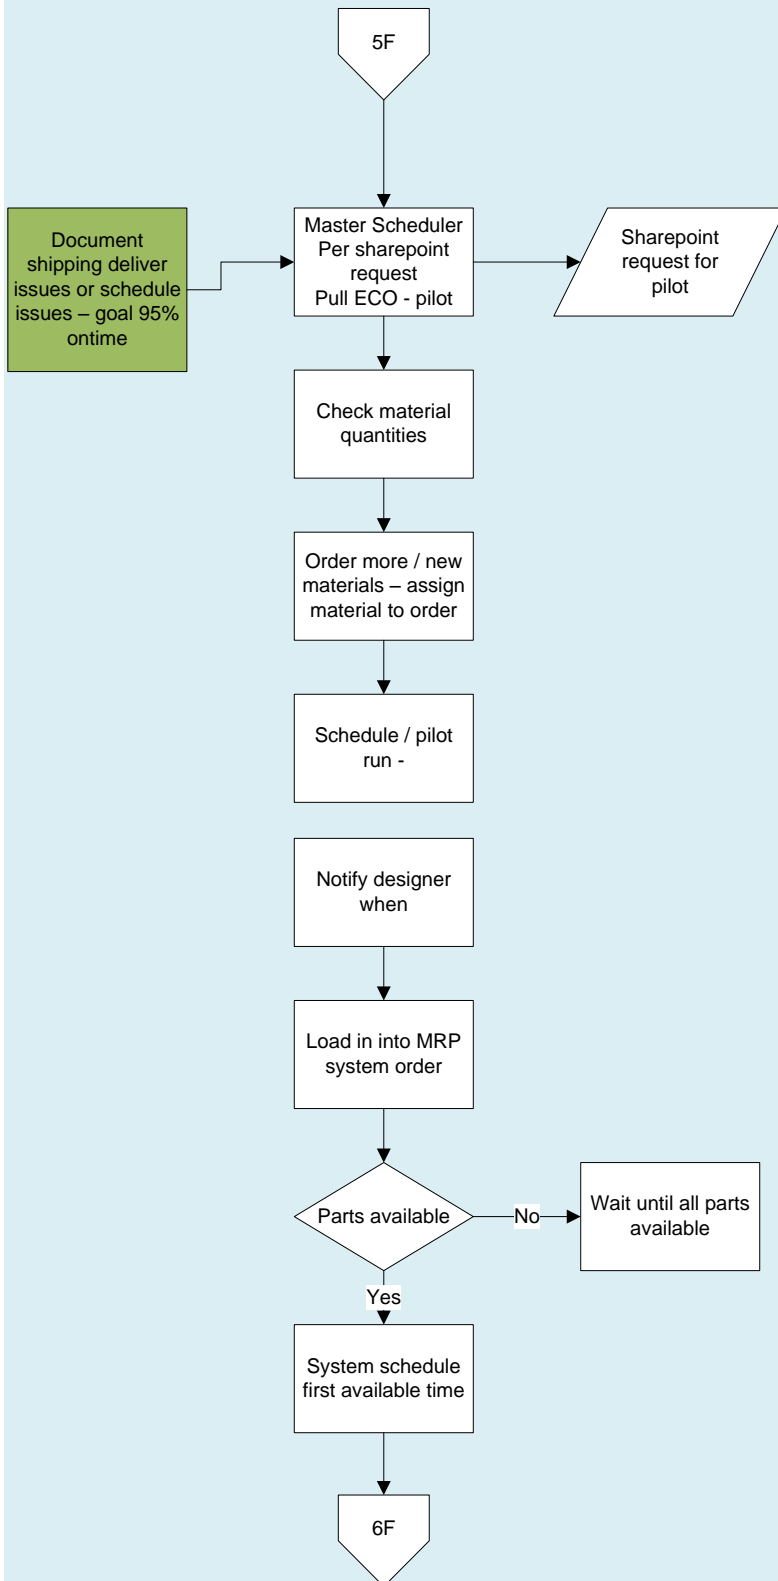 5F
Document
shipping deliver
issues or schedule
issues – goal 95%
ontime
Master Scheduler
Per sharepoint
request
Pull ECO - pilot
Sharepoint
request for
pilot
Check material
quantities
Order more / new
materials – assign
material to order
Schedule / pilot
run -
Notify designer
when
Load in into MRP
system order
Parts available
No
Wait until all parts
available
Yes
System schedule
first available time
6F